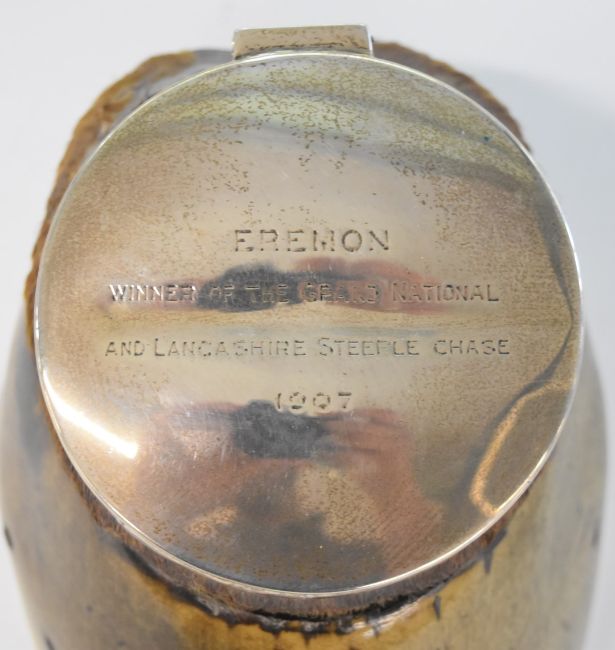 EREMON
WINNER OF THE GRAND NATIONAL
AND LANCASHIRE STEEPLE CHASE
1907